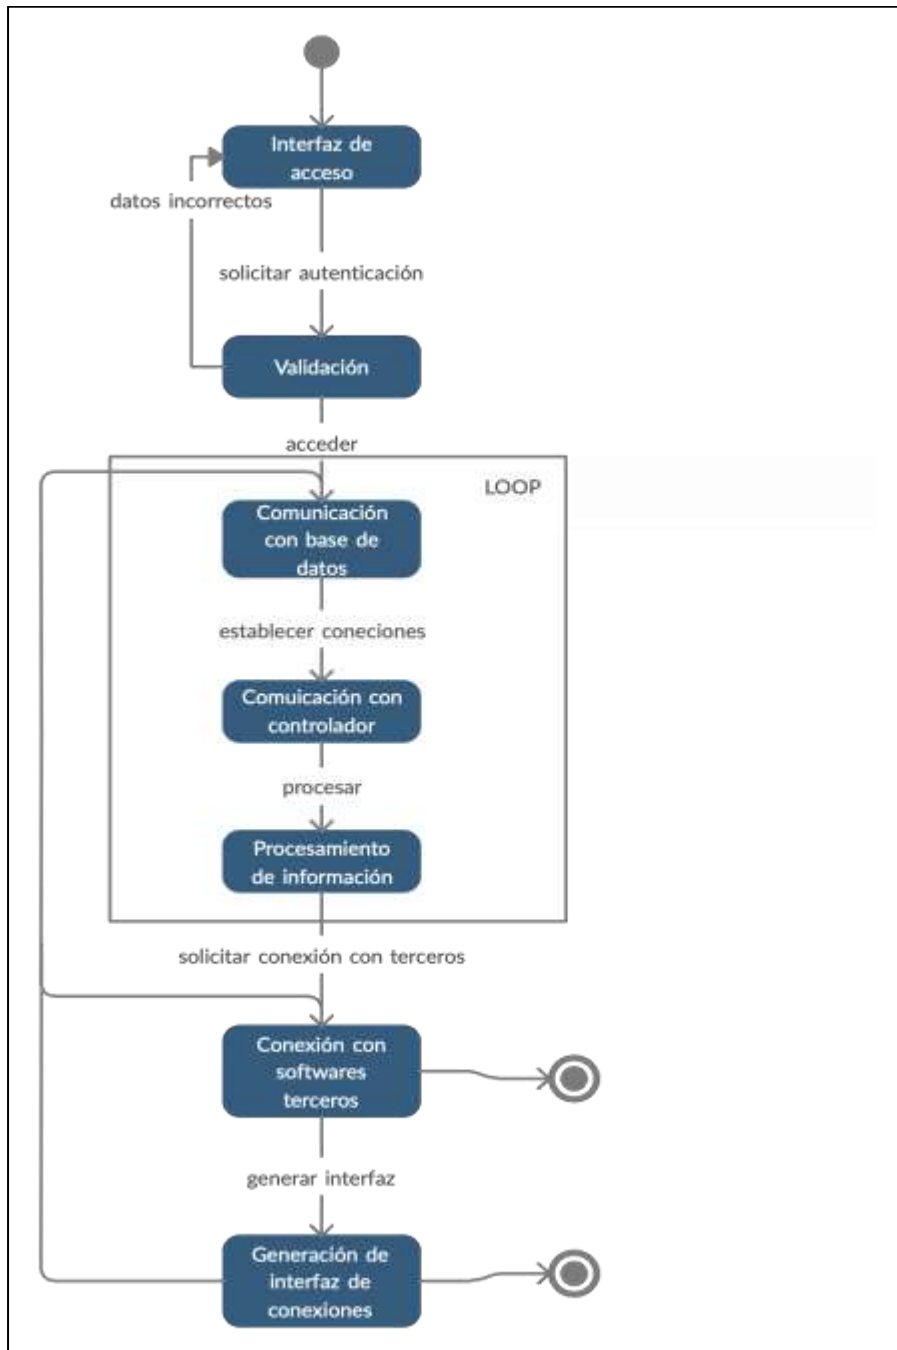 Interfaz de
acceso
datos incorrectos
solicitar autenticación
Validación
acceder
LOOP
Comunicación
con base de
datos
establecer coneciones
Comuicación con
controlador
procesar
Procesamiento
de información
solicitar conexión con terceros
Conexión con
softwares
terceros
generar interfaz
Generación de
interfaz de
conexiones